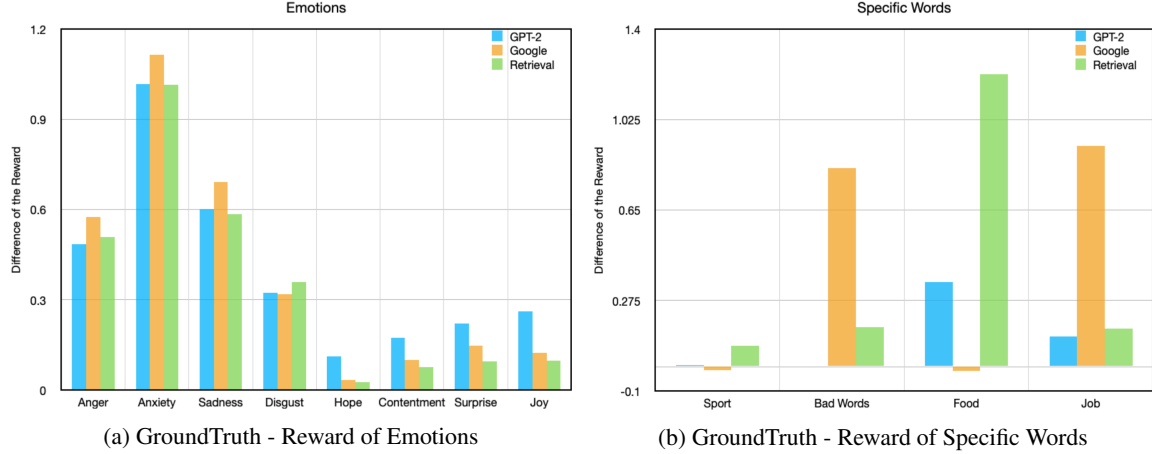 Emotions
1.2
0.9
0.6
0.3
0
Difference of the Reward
GPT-2
Google
Retrieval
Anger Anxiety Sadness Disgust Hope Contentment Surprise Joy
(a) GroundTruth - Reward of Emotions
Specific Words
1.4
1.025
0.65
0.275
-0.1
Difference of the Reward
GPT-2
Google
Retrieval
Sport Bad Words Food Job
(b) GroundTruth - Reward of Specific Words